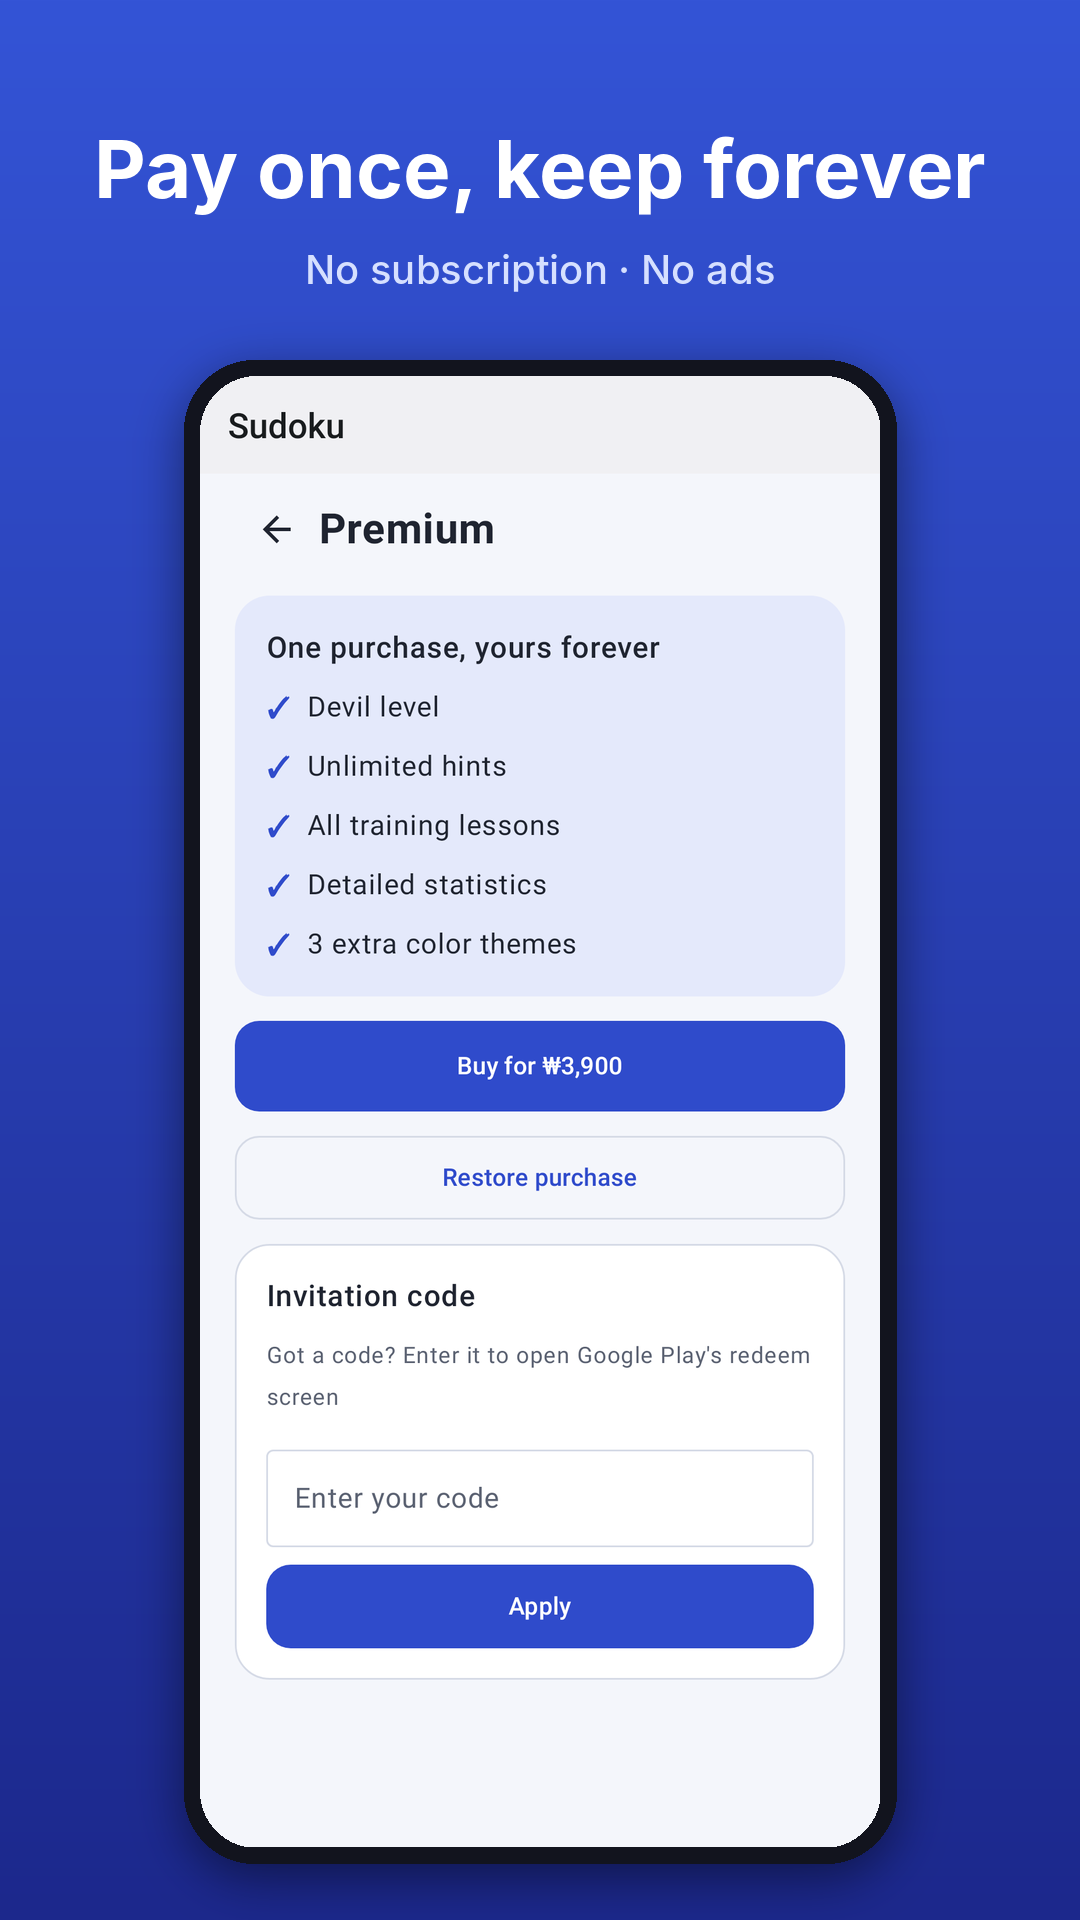 Pay once, keep forever
No subscription · No ads
Sudoku
Premium
One purchase, yours forever
✓ Devil level
✓ Unlimited hints
✓ All training lessons
✓ Detailed statistics
✓ 3 extra color themes
Buy for ₩3,900
Restore purchase
Invitation code
Got a code? Enter it to open Google Play's redeem
screen
Enter your code
Apply